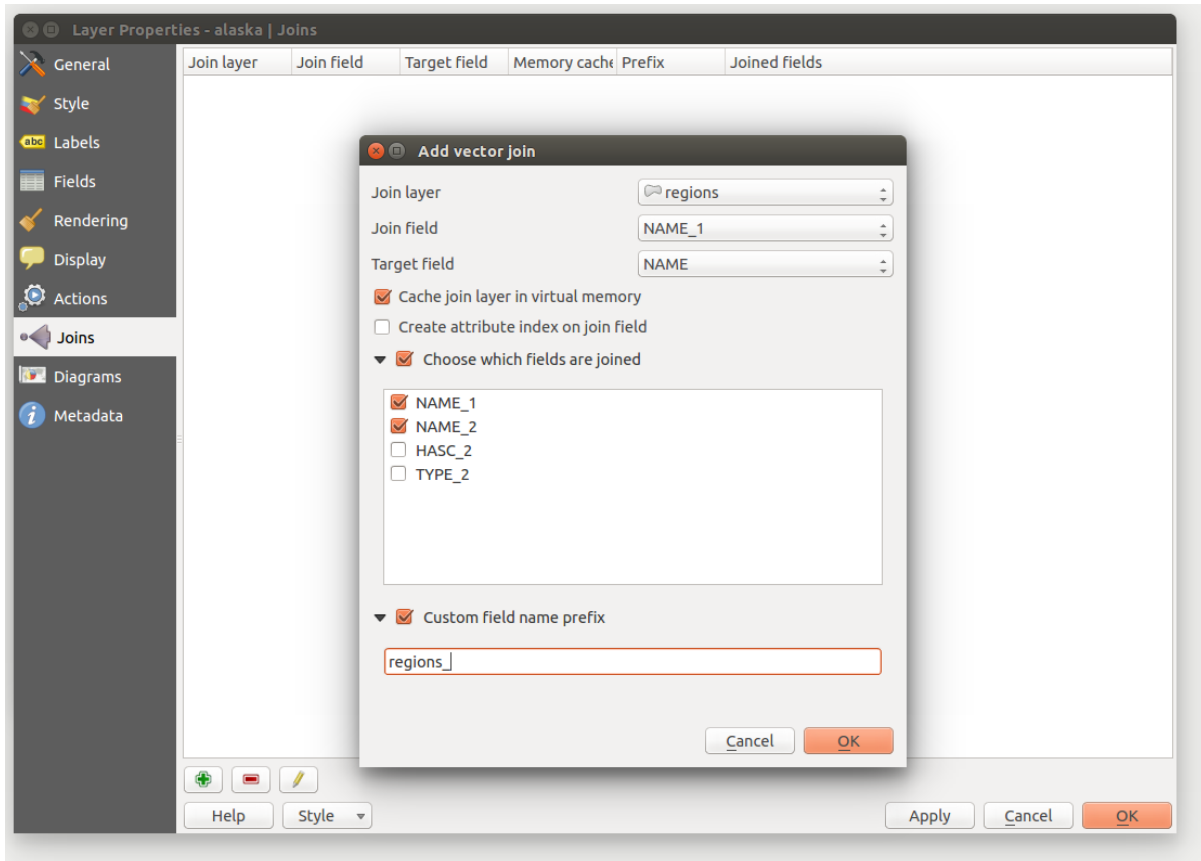 Layer Properties - alaska | Joins
General
Style
Labels
Fields
Rendering
Display
Actions
Joins
Diagrams
Metadata
abc
Join layer Join field Target field Memory cache Prefix Joined fields
Add vector join
Join layer regions
Join field NAME_1
Target field NAME
Cache join layer in virtual memory
Create attribute index on join field
Choose which fields are joined
NAME_1
NAME_2
HASC_2
TYPE_2
Custom field name prefix
regions_
Cancel OK
Help Style Apply Cancel OK